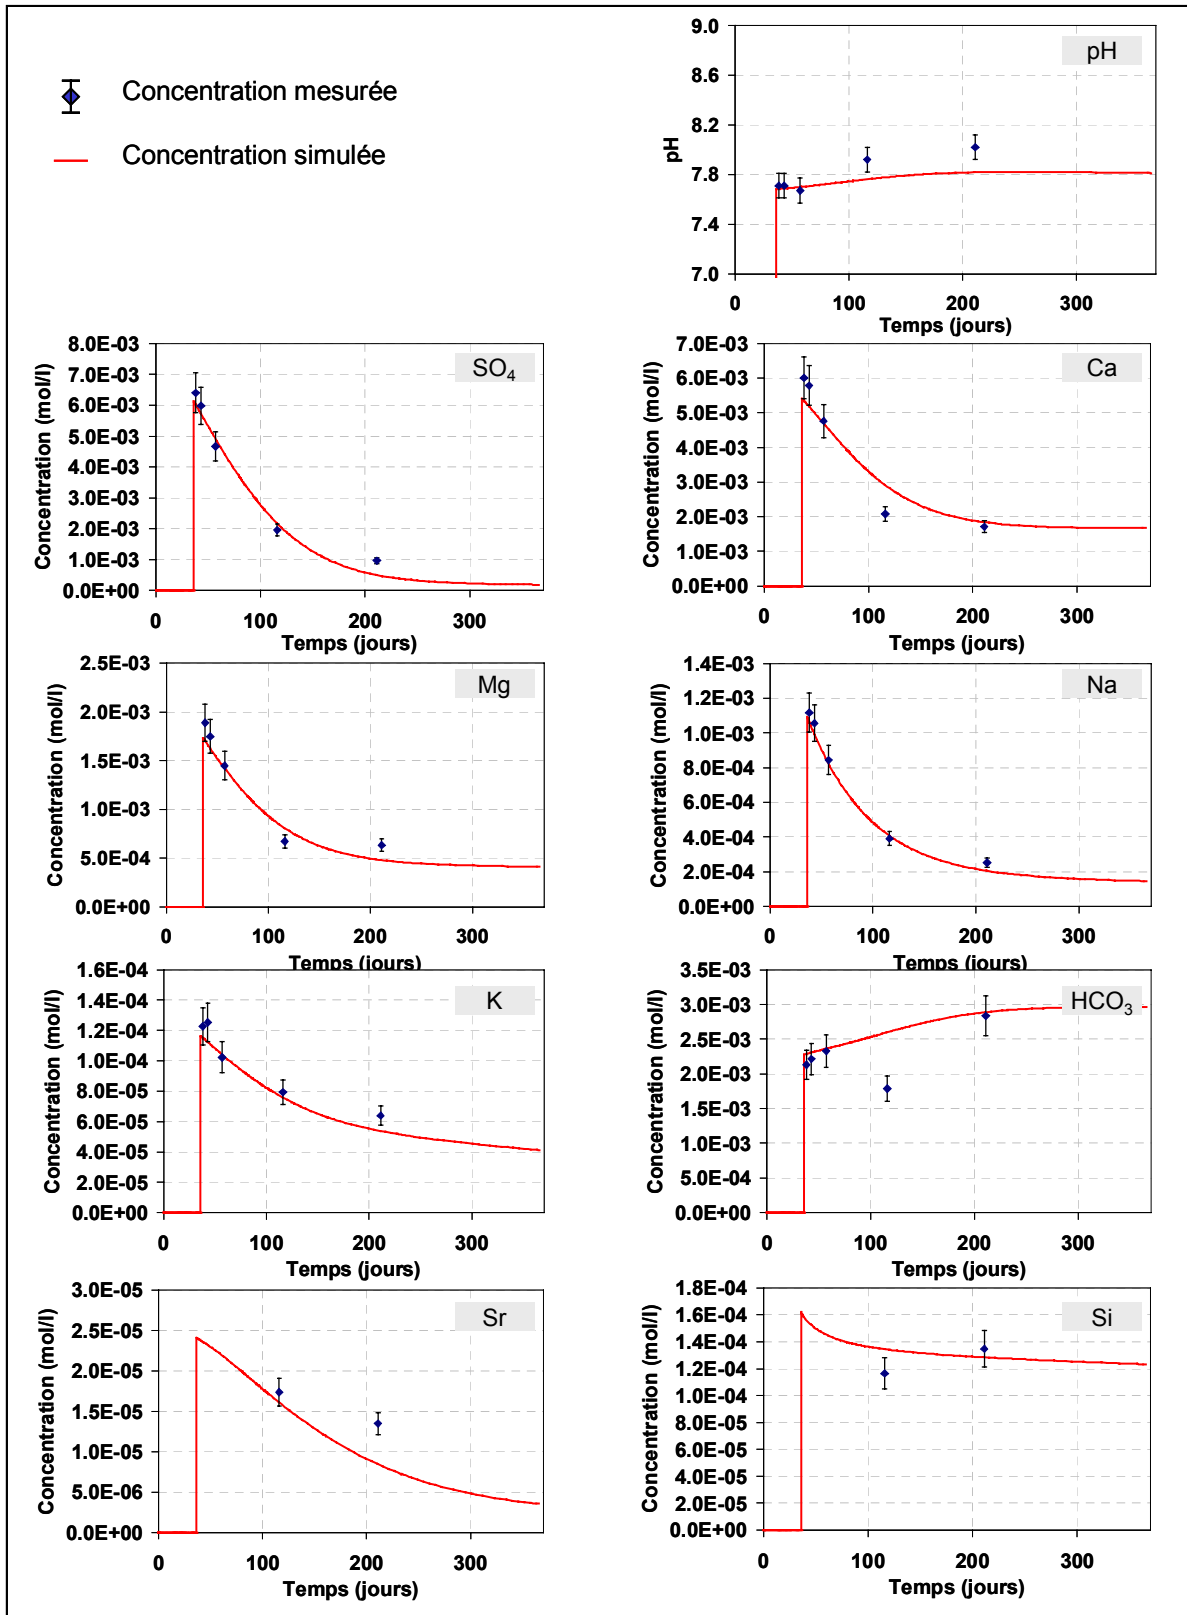 Concentration mesurée
Concentration simulée
pH
9.0
8.6
8.2
7.8
7.4
7.0
pH
0 100 200 300
Temps (jours)
SO4
8.0E-03
7.0E-03
6.0E-03
5.0E-03
4.0E-03
3.0E-03
2.0E-03
1.0E-03
0.0E+00
Concentration (mol/l)
0 100 200 300
Temps (jours)
Ca
7.0E-03
6.0E-03
5.0E-03
4.0E-03
3.0E-03
2.0E-03
1.0E-03
0.0E+00
Concentration (mol/l)
0 100 200 300
Temps (jours)
Mg
2.5E-03
2.0E-03
1.5E-03
1.0E-03
5.0E-04
0.0E+00
Concentration (mol/l)
0 100 200 300
Temps (jours)
Na
1.4E-03
1.2E-03
1.0E-03
8.0E-04
6.0E-04
4.0E-04
2.0E-04
0.0E+00
Concentration (mol/l)
0 100 200 300
Temps (jours)
K
1.6E-04
1.4E-04
1.2E-04
1.0E-04
8.0E-05
6.0E-05
4.0E-05
2.0E-05
0.0E+00
Concentration (mol/l)
0 100 200 300
Temps (jours)
HCO3
3.5E-03
3.0E-03
2.5E-03
2.0E-03
1.5E-03
1.0E-03
5.0E-04
0.0E+00
Concentration (mol/l)
0 100 200 300
Temps (jours)
Sr
3.0E-05
2.5E-05
2.0E-05
1.5E-05
1.0E-05
5.0E-06
0.0E+00
Concentration (mol/l)
0 100 200 300
Temps (jours)
Si
1.8E-04
1.6E-04
1.4E-04
1.2E-04
1.0E-04
8.0E-05
6.0E-05
4.0E-05
2.0E-05
0.0E+00
Concentration (mol/l)
0 100 200 300
Temps (jours)